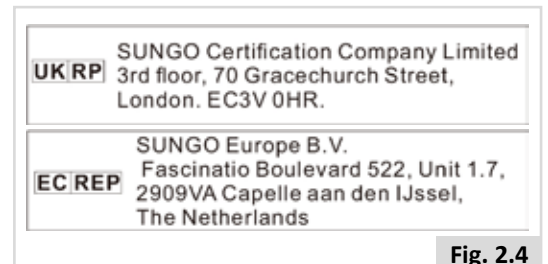 UK RP
SUNGO Certification Company Limited
3rd floor, 70 Gracechurch Street,
London. EC3V 0HR.
EC REP
SUNGO Europe B.V.
Fascinatio Boulevard 522, Unit 1.7,
2909VA Capelle aan den IJssel,
The Netherlands
Fig. 2.4